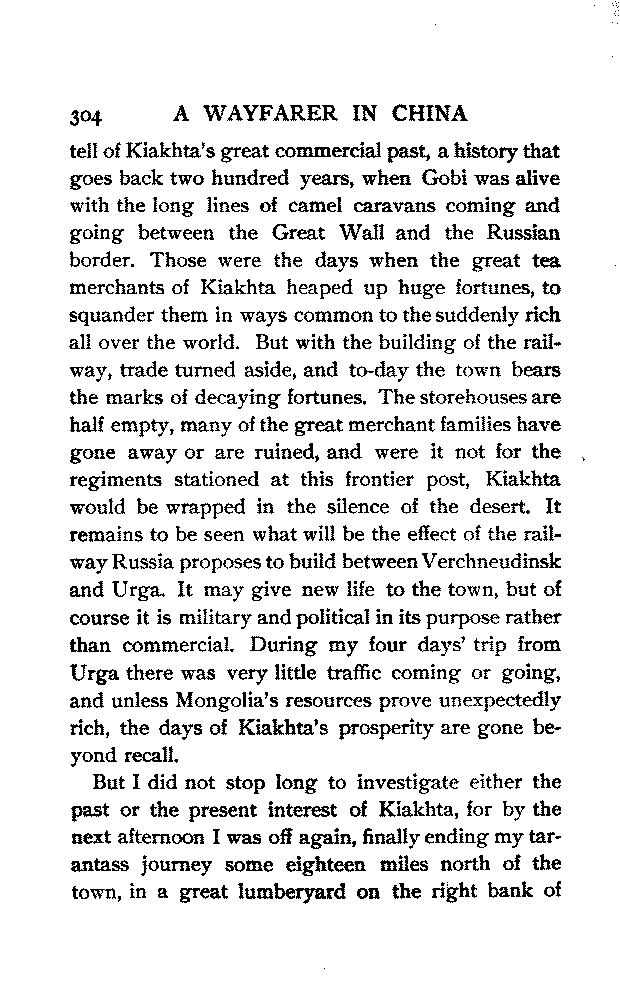 304 A WAYFARER IN CHINA
tell of Kiakhta's great commercial past, a history that
goes back two hundred years, when Gobi was alive
with the long lines of camel caravans coming and
going between the Great Wall and the Russian
border. Those were the days when the great tea
merchants of Kiakhta heaped up huge fortunes, to
squander them in ways common to the suddenly rich
all over the world. But with the building of the rail-
way, trade turned aside, and to-day the town bears
the marks of decaying fortunes. The storehouses are
half empty, many of the great merchant families have
gone away or are ruined, and were it not for the
regiments stationed at this frontier post, Kiakhta
would be wrapped in the silence of the desert. It
remains to be seen what will be the effect of the rail-
way Russia proposes to build between Verchneudinsk
and Urga. It may give new life to the town, but of
course it is military and political in its purpose rather
than commercial. During my four days' trip from
Urga there was very little traffic coming or going,
and unless Mongolia's resources prove unexpectedly
rich, the days of Kiakhta's prosperity are gone be-
yond recall.
But I did not stop long to investigate either the
past or the present interest of Kiakhta, for by the
next afternoon I was off again, finally ending my tar-
antass journey some eighteen miles north of the
town, in a great lumberyard on the right bank of